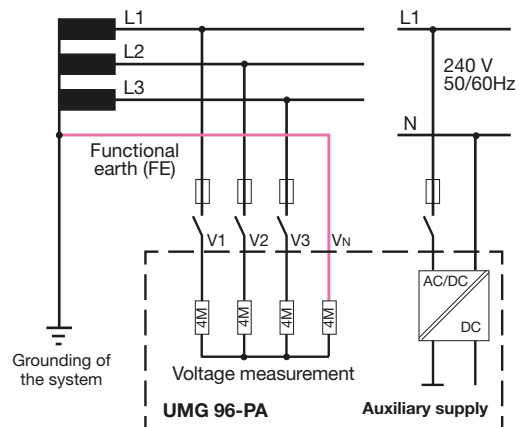 L1
L2
L3
L1
240 V
50/60Hz
N
Functional
earth (FE)
V1
V2
V3
VN
4M
4M
4M
4M
AC/DC
DC
Grounding of
the system
Voltage measurement
UMG 96-PA
Auxiliary supply